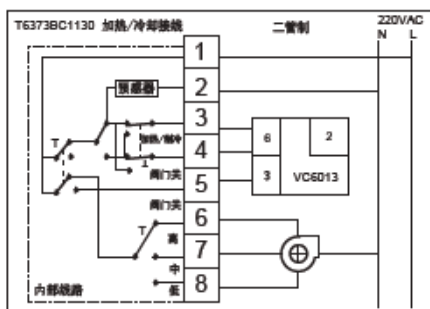 T6373BC1130 加热/冷却接线
二管制
220VAC
N L
1
预感器
2
3
加热/制冷
6
2
T
T
4
阀门关
3
VC6013
5
阀门关
6
T
高
7
中
8
低
内部线路